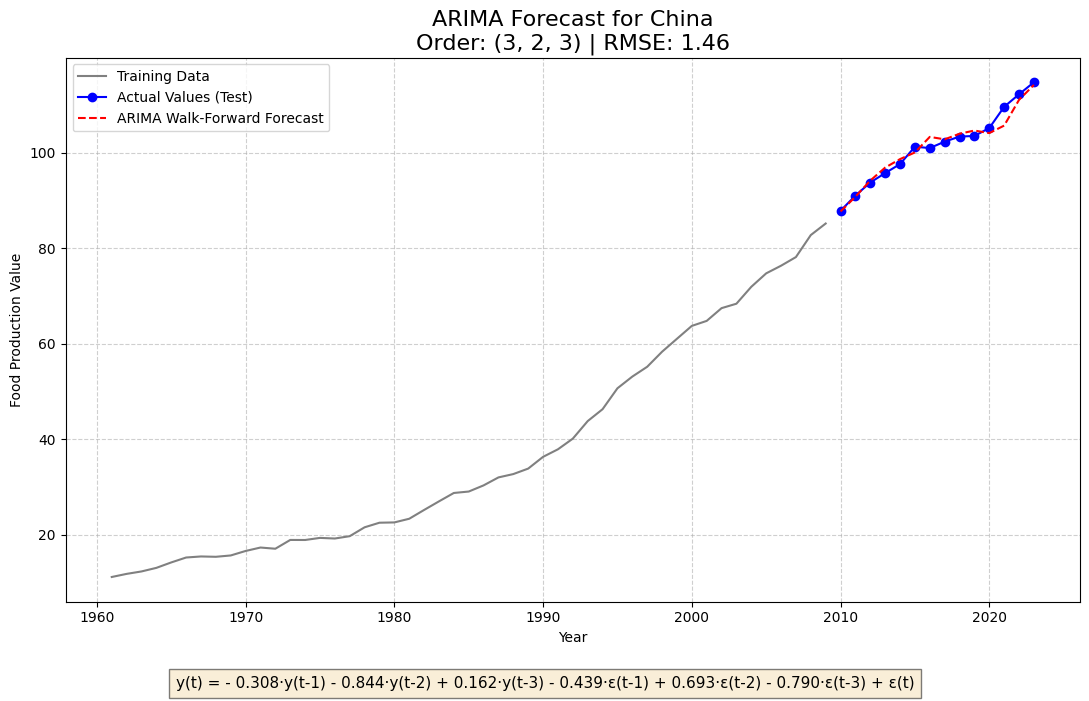 ARIMA Forecast for China
Order: (3, 2, 3) | RMSE: 1.46
Training Data
Actual Values (Test)
ARIMA Walk-Forward Forecast
Food Production Value
100
80
60
40
20
1960
1970
1980
1990
2000
2010
2020
Year
y(t) = - 0.308·y(t-1) - 0.844·y(t-2) + 0.162·y(t-3) - 0.439·ε(t-1) + 0.693·ε(t-2) - 0.790·ε(t-3) + ε(t)